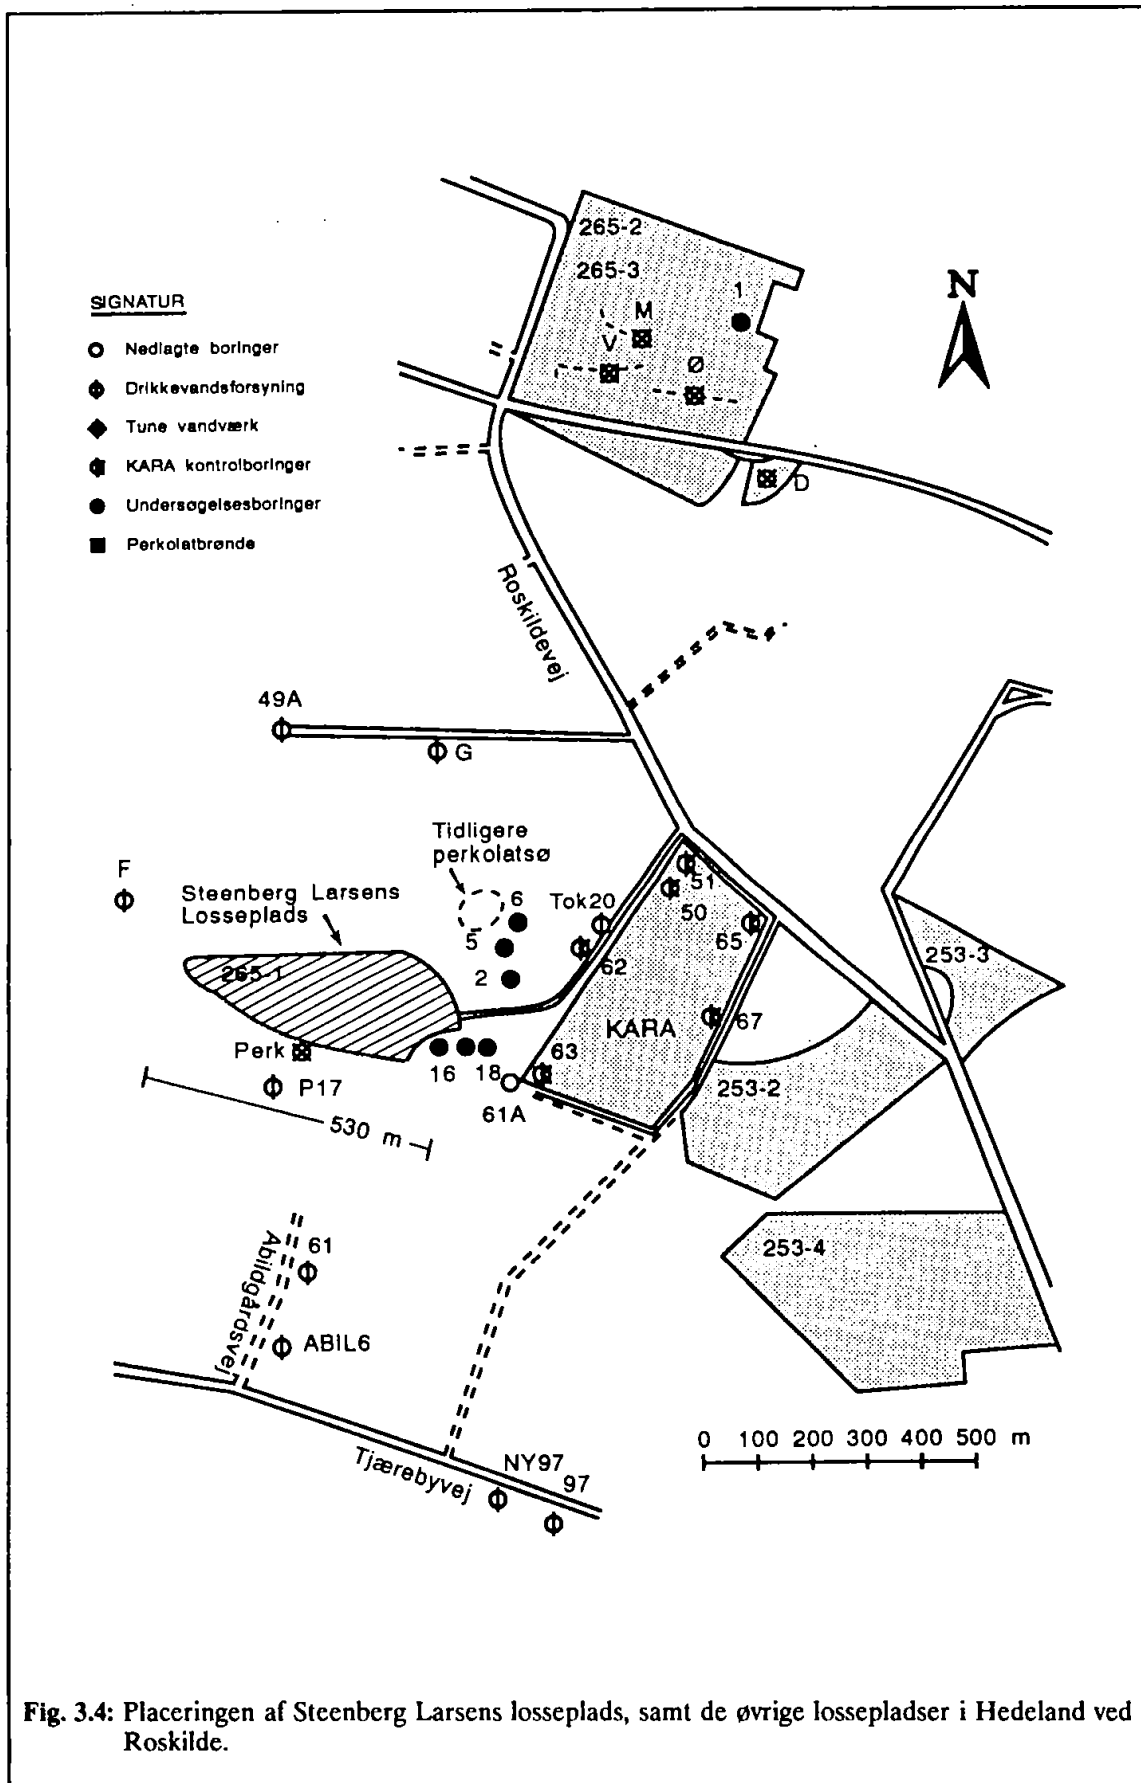 265-2
265-3
1
M
V
Ø
D
N
SIGNATUR
Nedlagte boringer
Drikkevandsforsyning
Tune vandværk
KARA kontrolboringer
Undersøgelsesboringer
Perkolatbrønde
Roskildevej
49A
G
Tidligere
perkolatsø
F
Steenberg Larsens
Losseplads
6
5
2
Tok20
51
50
65
62
265-1
253-3
KARA
67
Perk
P17
16
18
63
61A
253-2
530 m
61
Abildgårdsvej
ABIL6
253-4
0 100 200 300 400 500 m
Tjærebyvej
NY97
97
Fig. 3.4: Placeringen af Steenberg Larsens losseplads, samt de øvrige lossepladser i Hedeland ved
Roskilde.